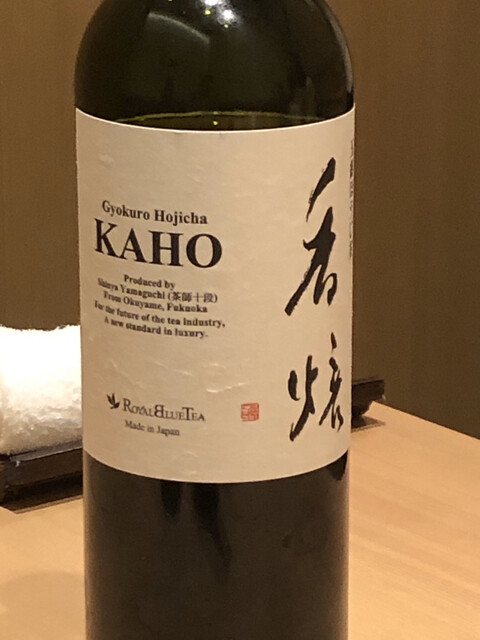 Gyokuro Hojicha
KAHO
Produced by
Shinya Yamaguchi (茶師十段)
From Okuyame, Fukuoka
For the future of the tea industry,
A new standard in luxury.
ROYALBLUETEA
Made in Japan
香焙